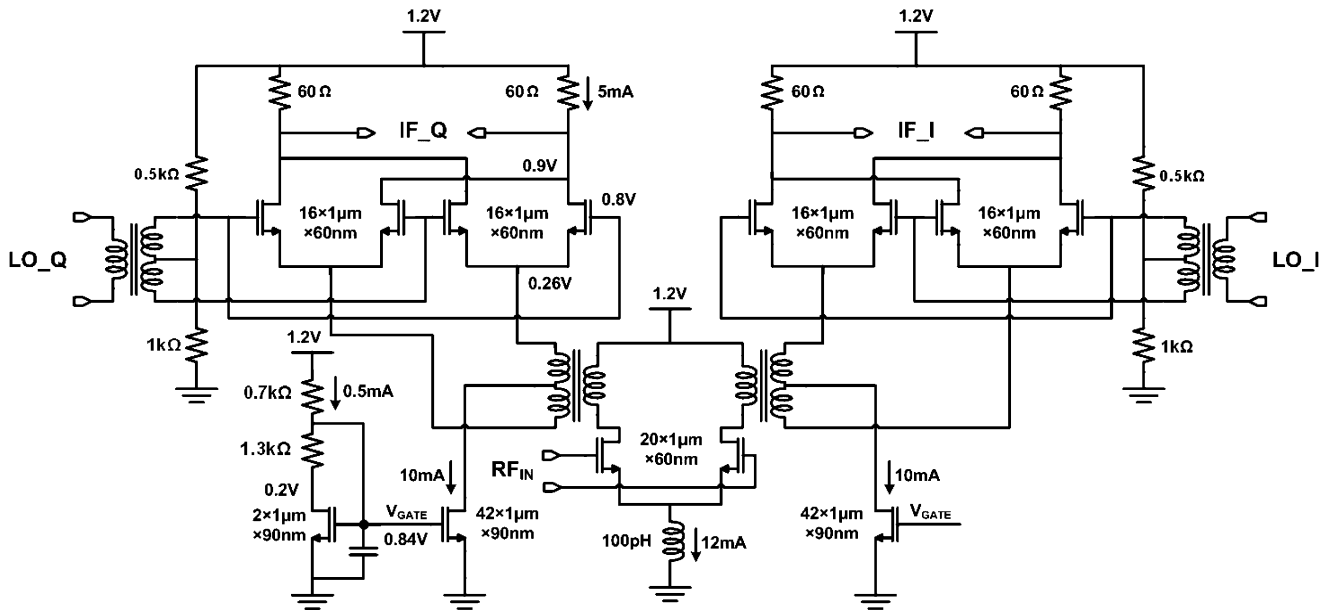 1.2V
1.2V
60Ω
60Ω
5mA
60Ω
60Ω
IF_Q
IF_I
0.5kΩ
0.9V
0.8V
0.5kΩ
16×1µm
×60nm
16×1µm
×60nm
16×1µm
×60nm
16×1µm
×60nm
LO_Q
LO_I
0.26V
1.2V
1kΩ
1.2V
1kΩ
0.7kΩ
0.5mA
1.3kΩ
20×1µm
×60nm
RFIN
10mA
10mA
0.2V
2×1µm
×90nm
VGATE
0.84V
42×1µm
×90nm
100pH
12mA
42×1µm
×90nm
VGATE